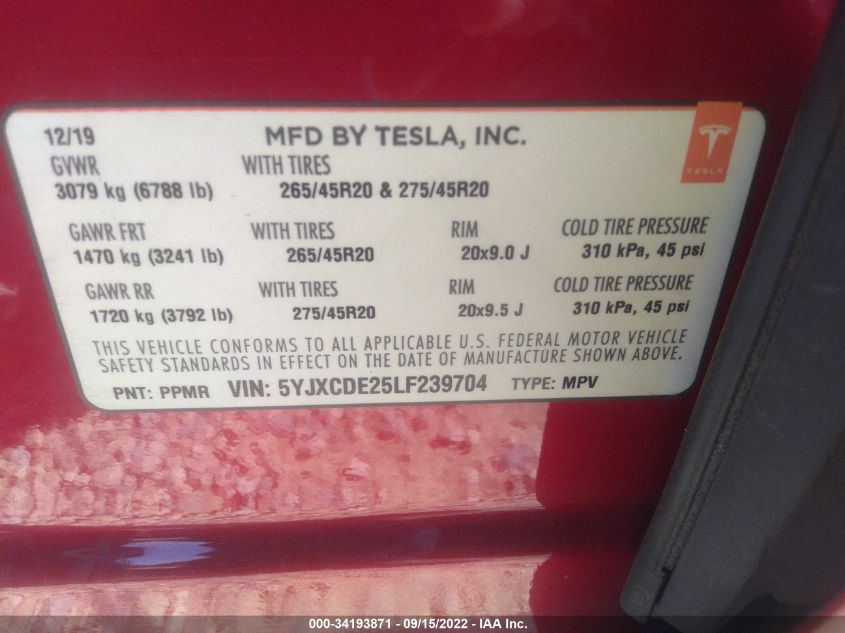 12/19 MFD BY TESLA, INC.
GVWR WITH TIRES
3079 kg (6788 lb) 265/45R20 & 275/45R20
TESLA
GAWR FRT WITH TIRES RIM COLD TIRE PRESSURE
1470 kg (3241 lb) 265/45R20 20x9.0 J 310 kPa, 45 psi
GAWR RR WITH TIRES RIM COLD TIRE PRESSURE
1720 kg (3792 lb) 275/45R20 20x9.5 J 310 kPa, 45 psi
THIS VEHICLE CONFORMS TO ALL APPLICABLE U.S. FEDERAL MOTOR VEHICLE
SAFETY STANDARDS IN EFFECT ON THE DATE OF MANUFACTURE SHOWN ABOVE.
PNT: PPMR VIN: 5YJXCDE25LF239704 TYPE: MPV
000-34193871 - 09/15/2022 - IAA Inc.